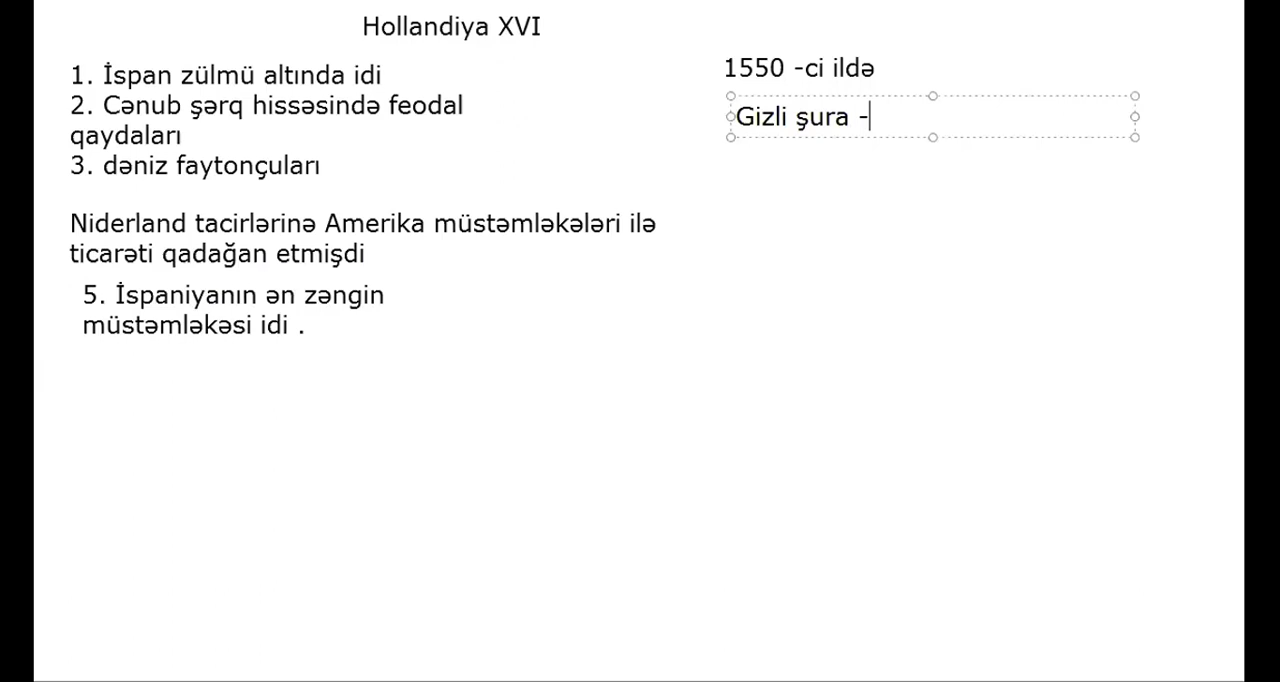 Hollandiya XVI
1. İspan zülmü altında idi
2. Cənub şərq hissəsində feodal
qaydaları
3. dəniz faytonçuları
Niderland tacirlərinə Amerika müstəmləkələri ilə
ticarəti qadağan etmişdi
5. İspaniyanın ən zəngin
müstəmləkəsi idi .
1550 -ci ildə
Gizli şura -